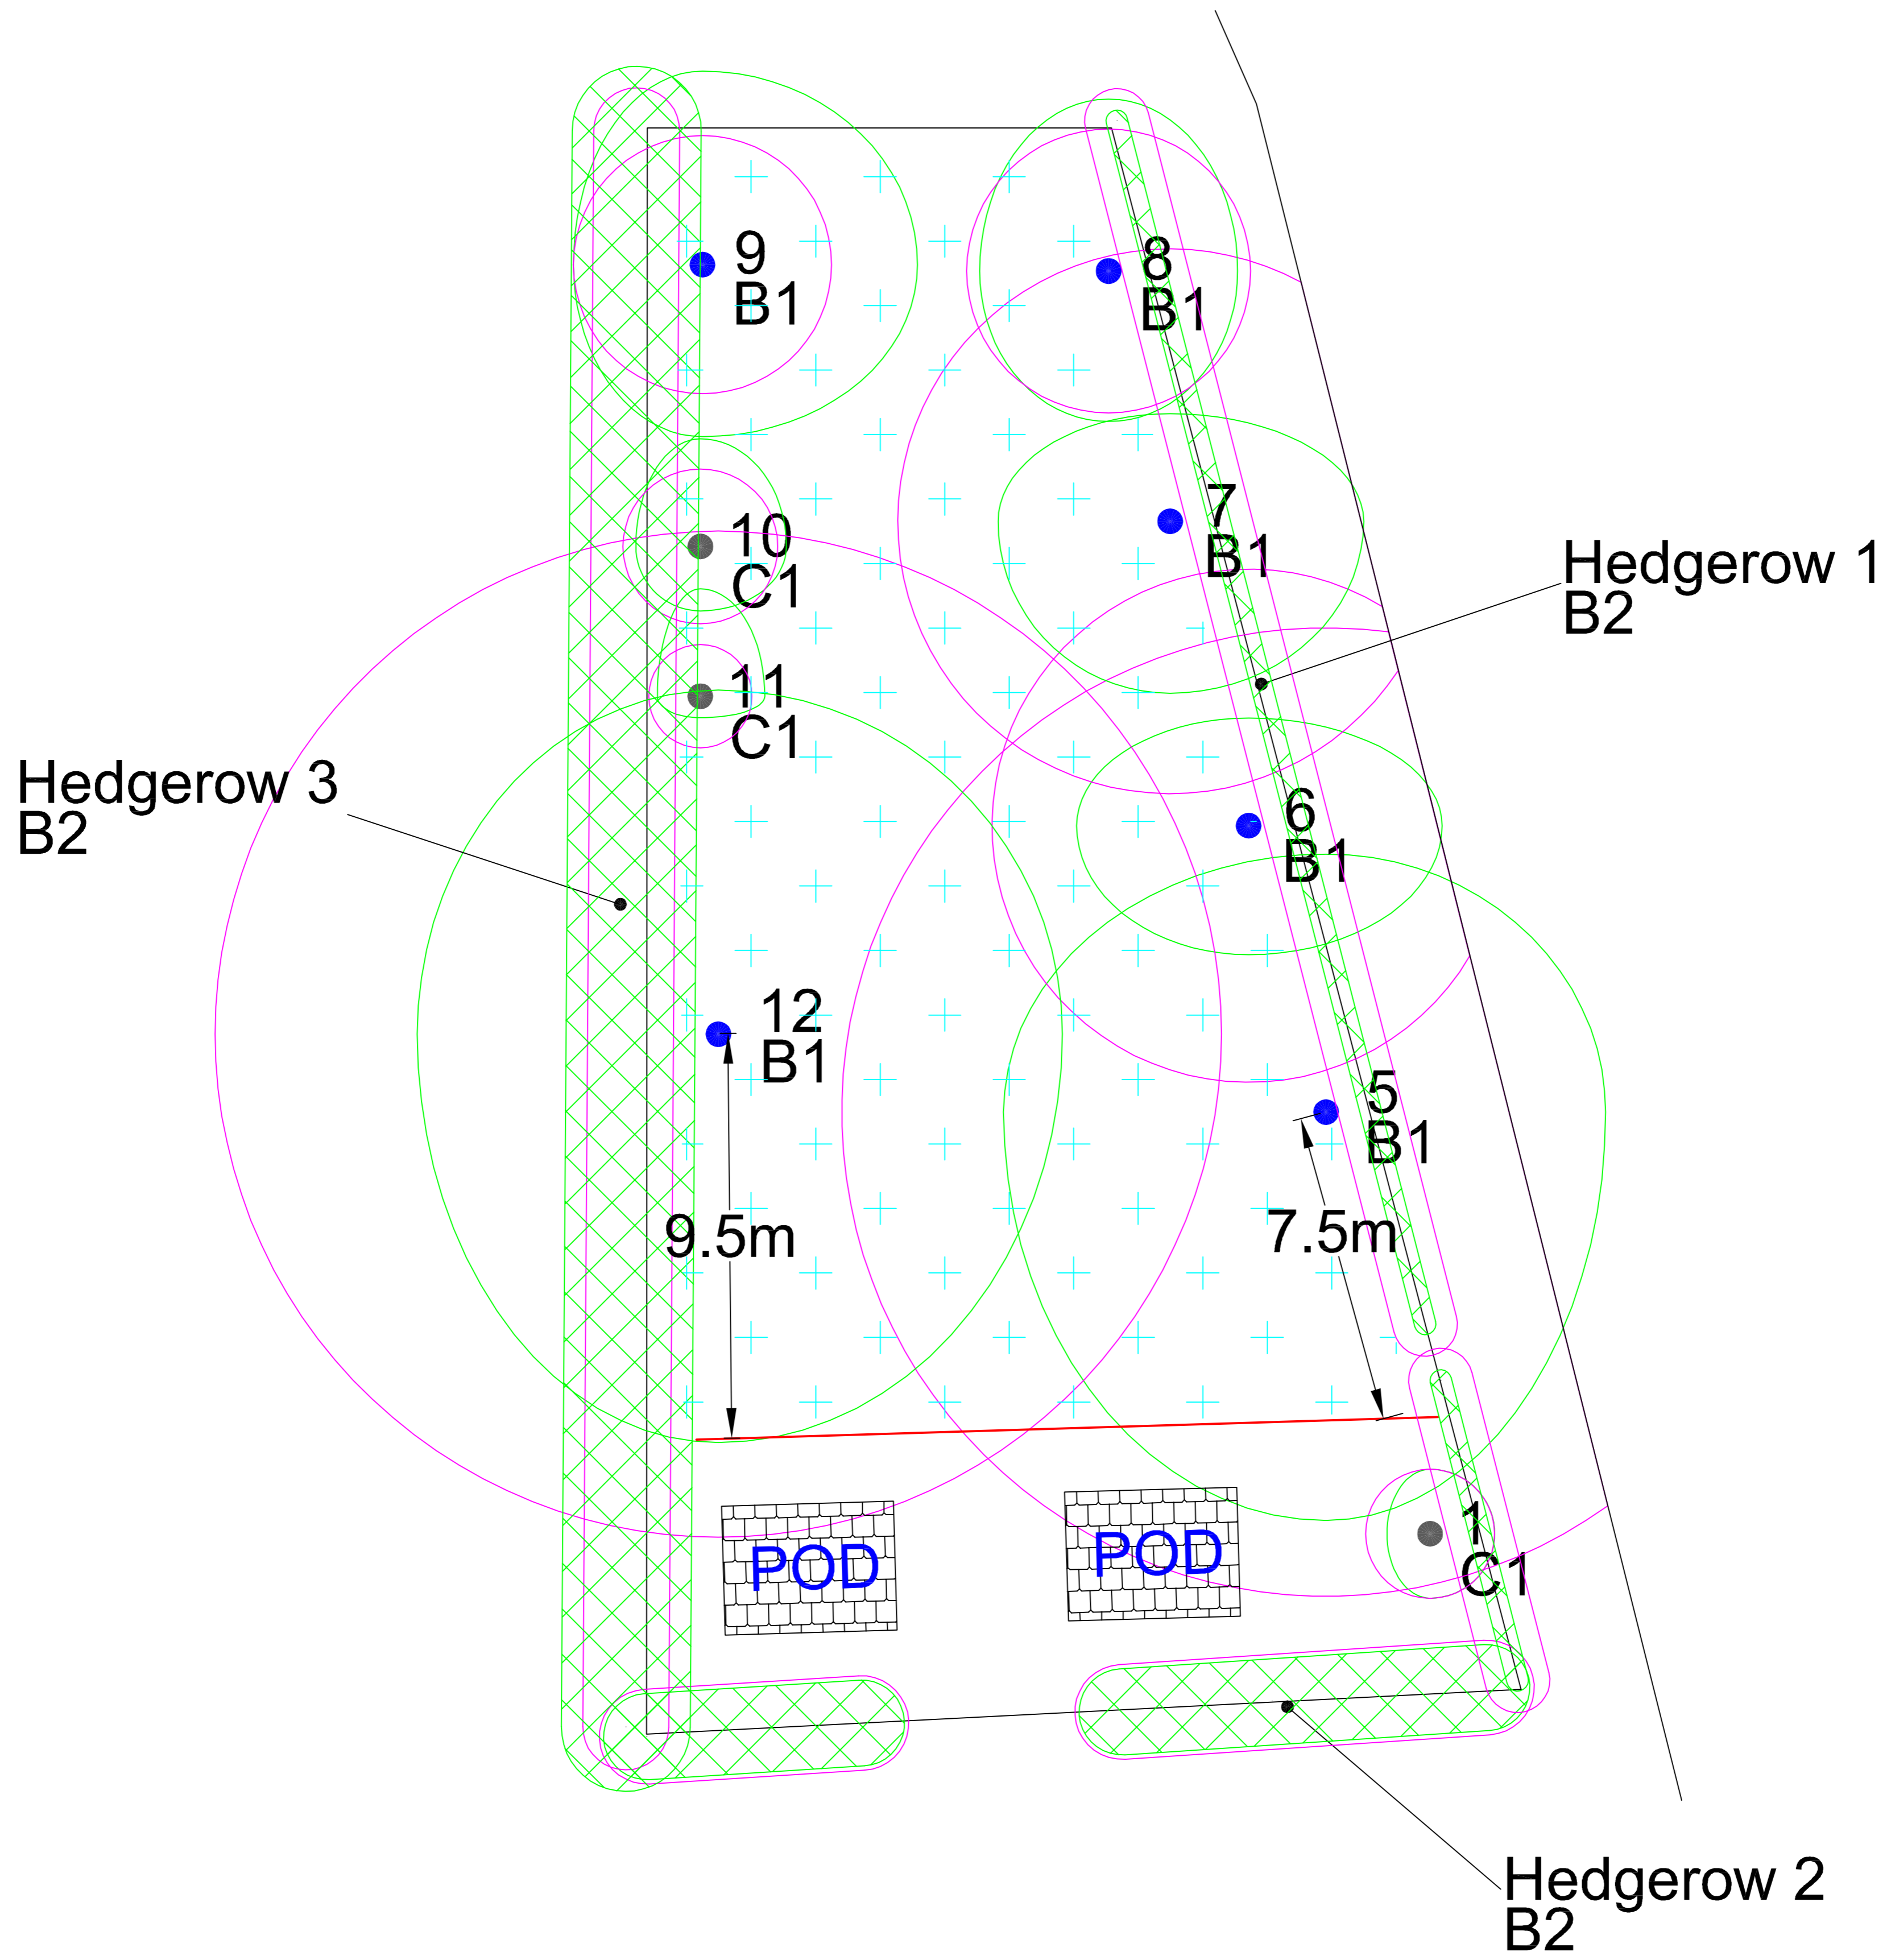 9
B1
8
B1
7
B1
10
C1
Hedgerow 1
B2
11
C1
Hedgerow 3
B2
6
B1
12
B1
5
B1
9.5m
7.5m
POD
POD
1
C1
Hedgerow 2
B2